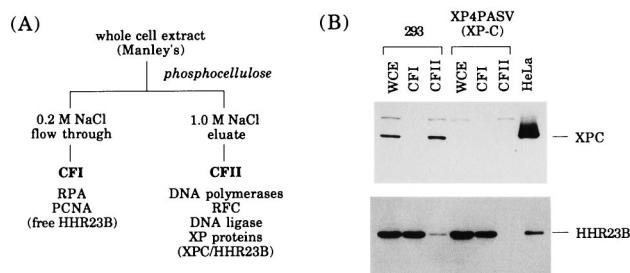 (A)
whole cell extract
(Manley's)
phosphocellulose
0.2 M NaCl
flow through
1.0 M NaCl
eluate
CFI
RPA
PCNA
(free HHR23B)
CFII
DNA polymerases
RFC
DNA ligase
XP proteins
(XPC/HHR23B)
(B)
293
XP4PASV
(XP-C)
WCE
CFI
CFII
WCE
CFI
CFII
HeLa
XPC
HHR23B